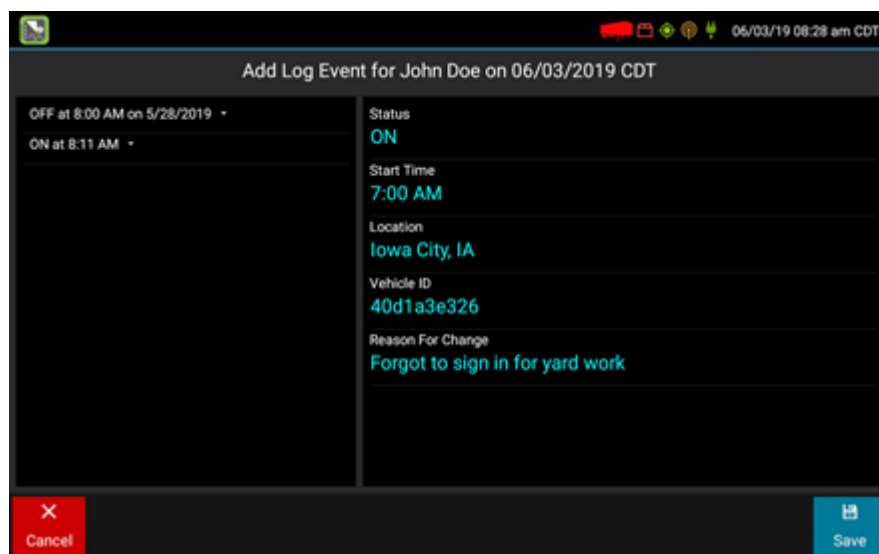 06/03/19 08:28 am CDT
Add Log Event for John Doe on 06/03/2019 CDT
OFF at 8:00 AM on 5/28/2019
ON at 8:11 AM
Status
ON
Start Time
7:00 AM
Location
Iowa City, IA
Vehicle ID
40d1a3e326
Reason For Change
Forgot to sign in for yard work
Cancel
Save